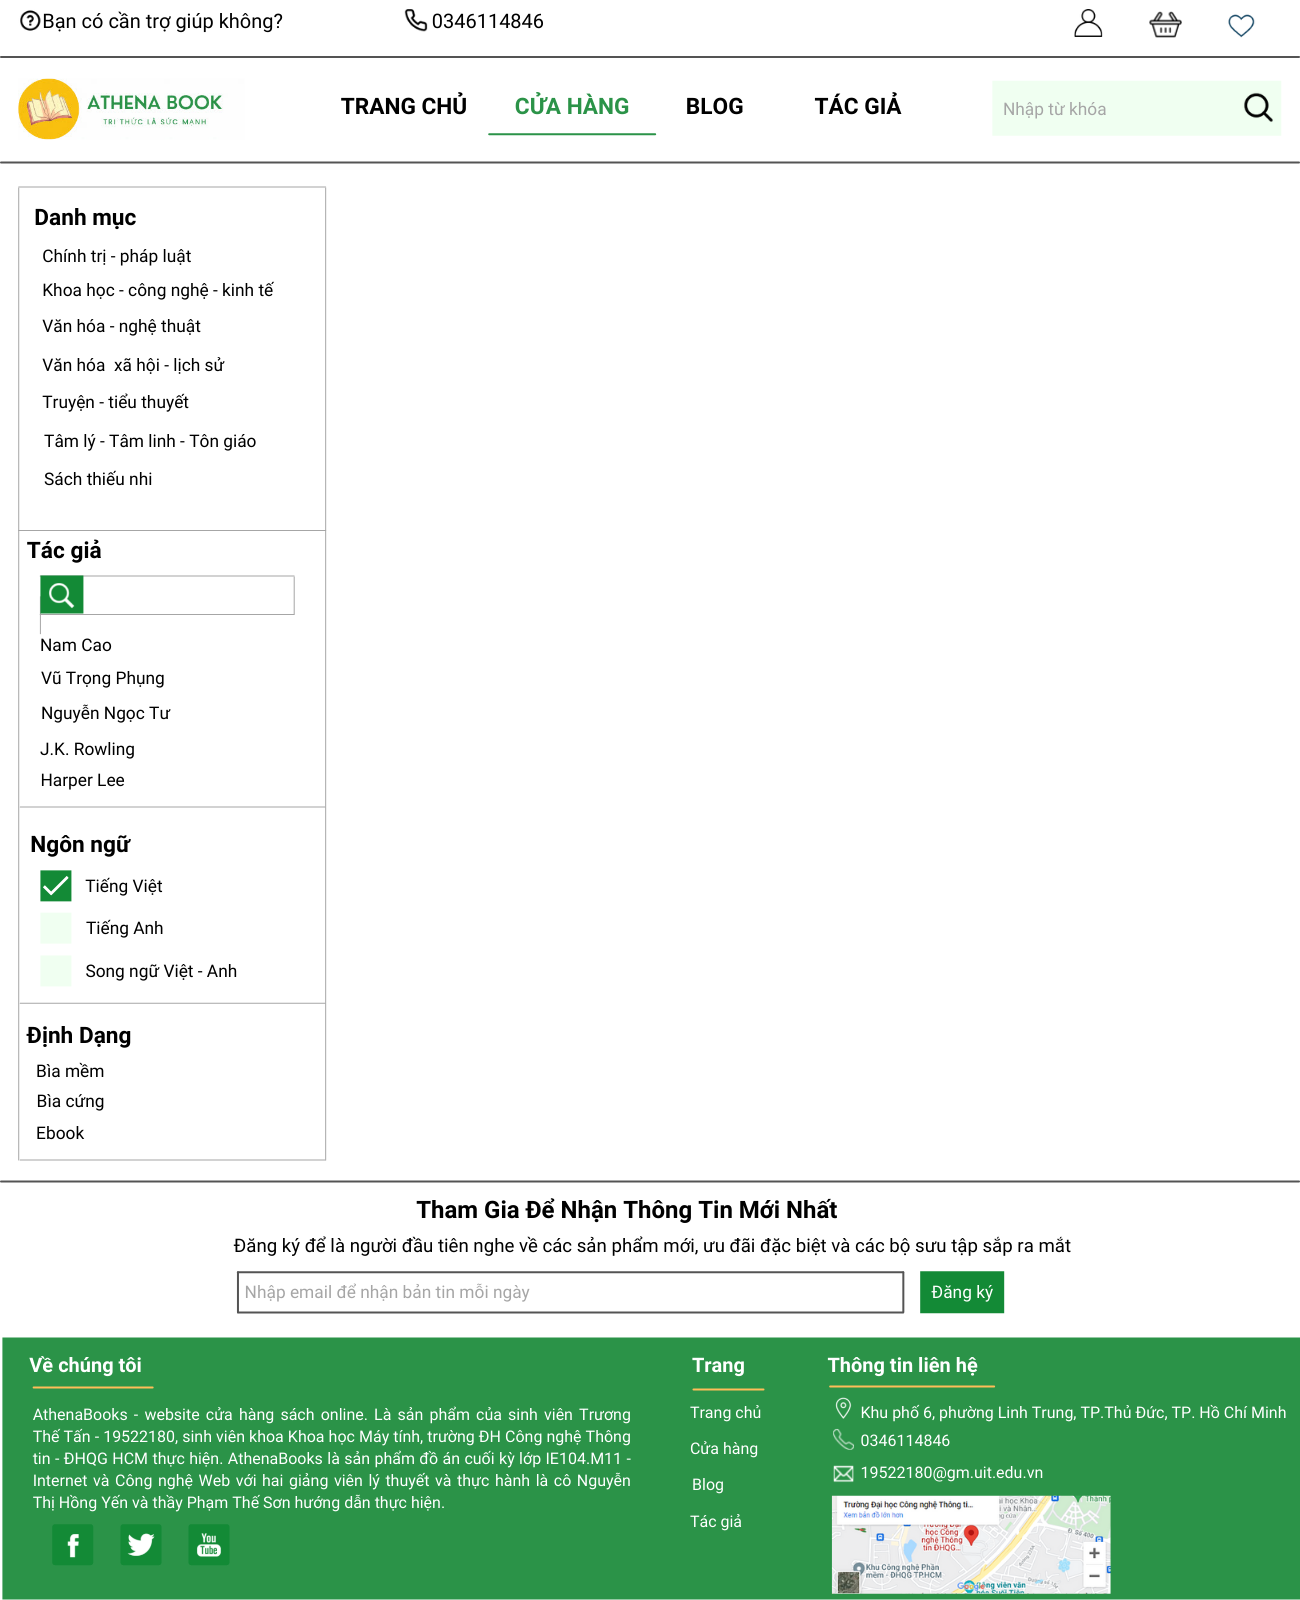 Bạn có cần trợ giúp không?
0346114846
ATHENA BOOK
TRI THỨC LÀ SỨC MẠNH
TRANG CHỦ
CỬA HÀNG
BLOG
TÁC GIẢ
Nhập từ khóa
Danh mục
Chính trị - pháp luật
Khoa học - công nghệ - kinh tế
Văn hóa - nghệ thuật
Văn hóa  xã hội - lịch sử
Truyện - tiểu thuyết
Tâm lý - Tâm linh - Tôn giáo
Sách thiếu nhi
Tác giả
Nam Cao
Vũ Trọng Phụng
Nguyễn Ngọc Tư
J.K. Rowling
Harper Lee
Ngôn ngữ
Tiếng Việt
Tiếng Anh
Song ngữ Việt - Anh
Định Dạng
Bìa mềm
Bìa cứng
Ebook
Tham Gia Để Nhận Thông Tin Mới Nhất
Đăng ký để là người đầu tiên nghe về các sản phẩm mới, ưu đãi đặc biệt và các bộ sưu tập sắp ra mắt
Nhập email để nhận bản tin mỗi ngày
Đăng ký
Về chúng tôi
AthenaBooks - website cửa hàng sách online. Là sản phẩm của sinh viên Trương
Thế Tấn - 19522180, sinh viên khoa Khoa học Máy tính, trường ĐH Công nghệ Thông
tin - ĐHQG HCM thực hiện. AthenaBooks là sản phẩm đồ án cuối kỳ lớp IE104.M11 -
Internet và Công nghệ Web với hai giảng viên lý thuyết và thực hành là cô Nguyễn
Thị Hồng Yến và thầy Phạm Thế Sơn hướng dẫn thực hiện.
You
Tube
Trang
Trang chủ
Cửa hàng
Blog
Tác giả
Thông tin liên hệ
Khu phố 6, phường Linh Trung, TP.Thủ Đức, TP. Hồ Chí Minh
0346114846
19522180@gm.uit.edu.vn
Trường Đại học Công nghệ Thông ti...
Xem bản đồ lớn hơn
học Công
nghệ Thông
tin ĐHQG...
Khu Công nghệ Phần
mềm - ĐHQG TP.HCM